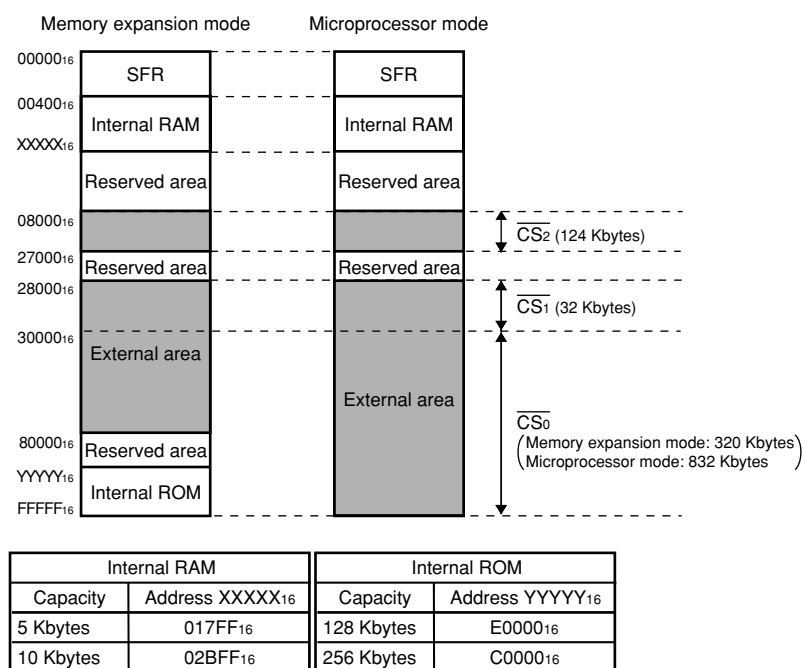 Memory expansion mode Microprocessor mode
00000₁₆
SFR SFR
00400₁₆
Internal RAM Internal RAM
XXXXX₁₆
Reserved area Reserved area
08000₁₆
CS₂ (124 Kbytes)
27000₁₆
Reserved area Reserved area
28000₁₆
CS₁ (32 Kbytes)
30000₁₆
External area
External area
CS₀
80000₁₆
(Memory expansion mode: 320 Kbytes
Reserved area
Microprocessor mode: 832 Kbytes)
YYYYY₁₆
Internal ROM
FFFFF₁₆
Internal RAM Internal ROM
Capacity Address XXXXX₁₆ Capacity Address YYYYY₁₆
5 Kbytes 017FF₁₆ 128 Kbytes E0000₁₆
10 Kbytes 02BFF₁₆ 256 Kbytes C0000₁₆